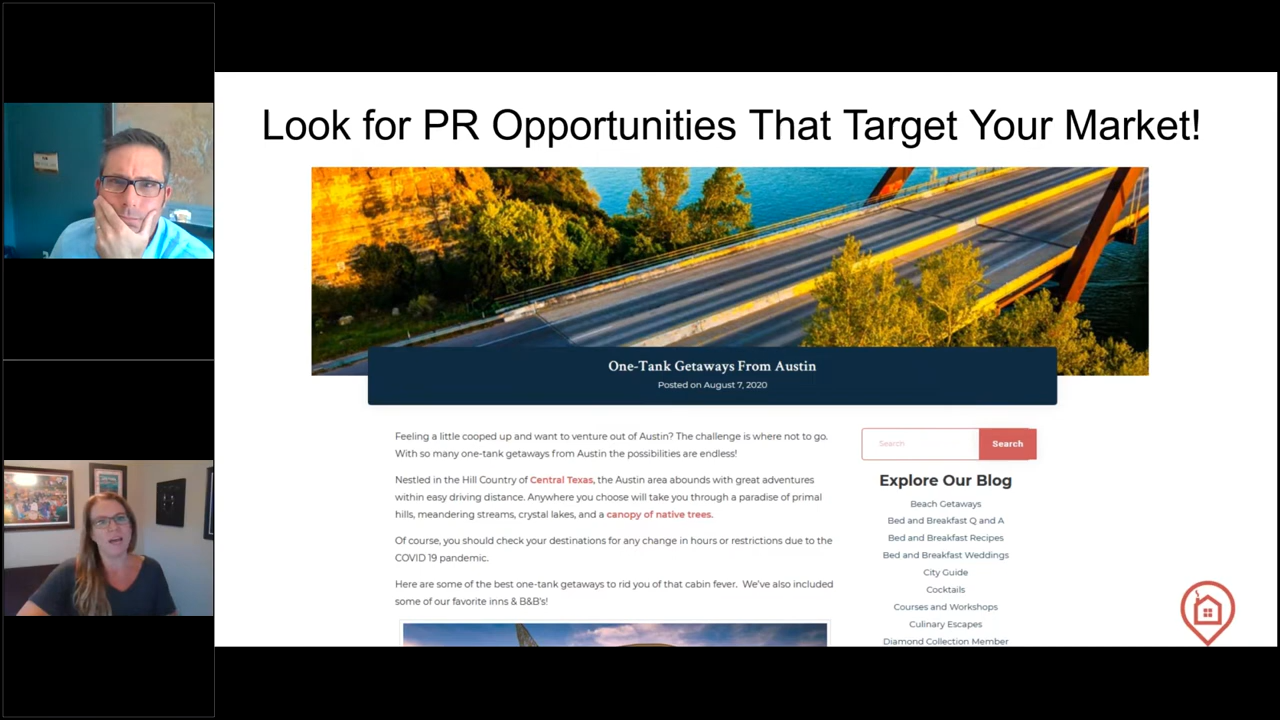 Look for PR Opportunities That Target Your Market!
One-Tank Getaways From Austin
Posted on August 7, 2020
Feeling a little cooped up and want to venture out of Austin? The challenge is where not to go.
With so many one-tank getaways from Austin the possibilities are endless!
Nestled in the Hill Country of Central Texas, the Austin area abounds with great adventures
within easy driving distance. Anywhere you choose will take you through a paradise of primal
hills, meandering streams, crystal lakes, and a canopy of native trees.
Of course, you should check your destinations for any change in hours or restrictions due to the
COVID 19 pandemic.
Here are some of the best one-tank getaways to rid you of that cabin fever. We've also included
some of our favorite inns & B&B's!
Search
Search
Explore Our Blog
Beach Getaways
Bed and Breakfast Q and A
Bed and Breakfast Recipes
Bed and Breakfast Weddings
City Guide
Cocktails
Courses and Workshops
Culinary Escapes
Diamond Collection Member